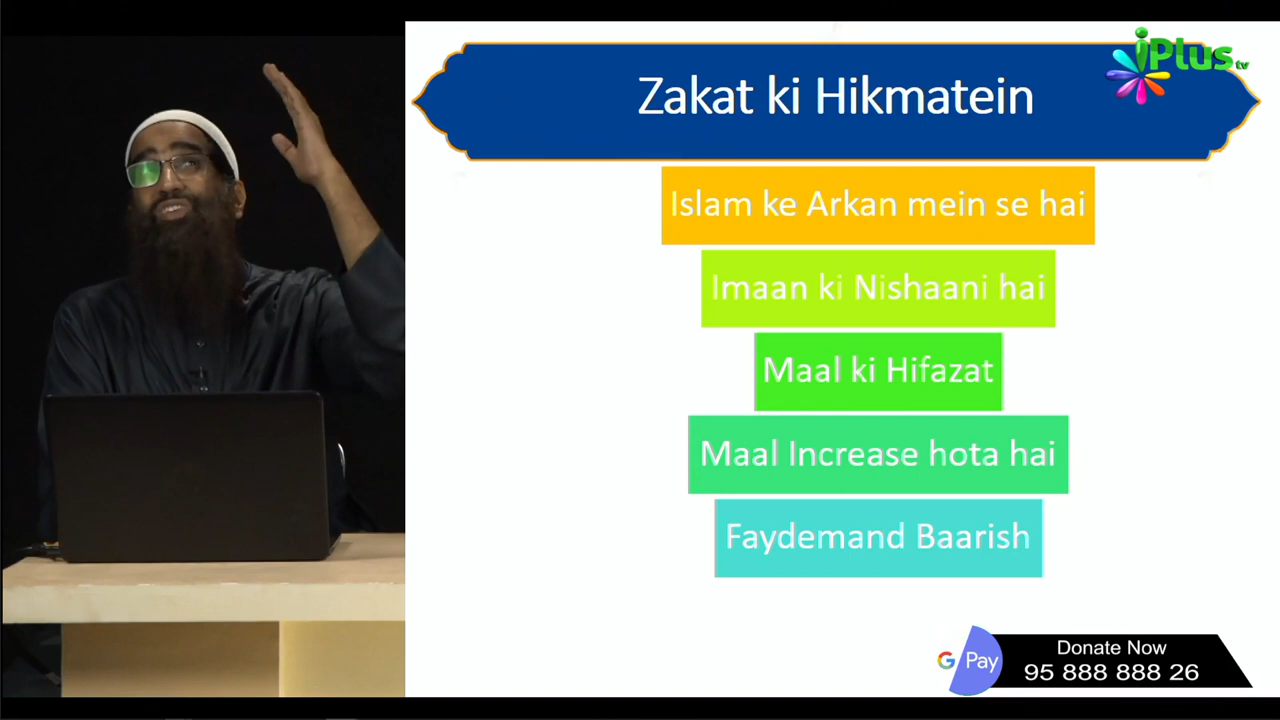 iPlus tv
Zakat ki Hikmatein
Islam ke Arkan mein se hai
Imaan ki Nishaani hai
Maal ki Hifazat
Maal Increase hota hai
Faydemand Baarish
G Pay
Donate Now
95 888 888 26